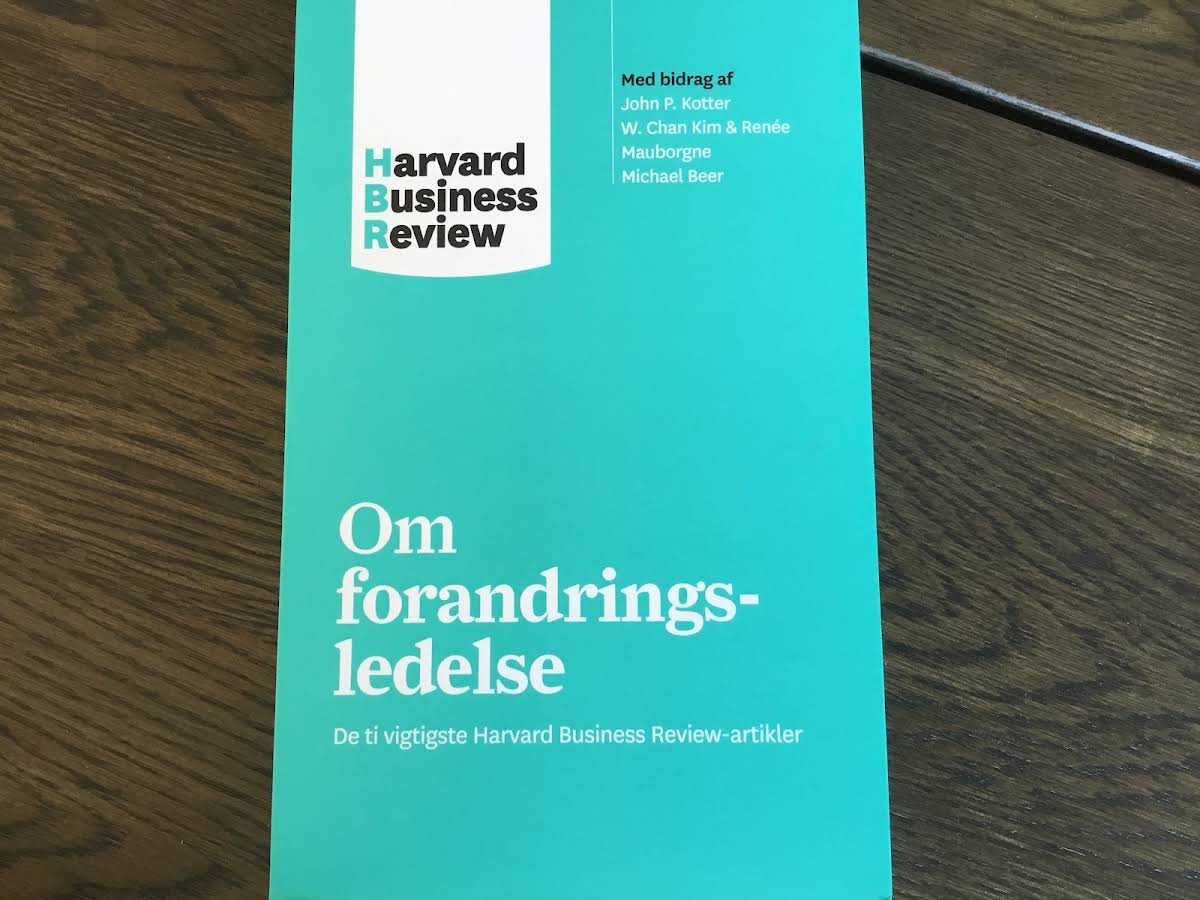 Harvard
Business
Review
Med bidrag af
John P. Kotter
W. Chan Kim & Renée
Mauborgne
Michael Beer
Om
forandrings-
ledelse
De ti vigtigste Harvard Business Review-artikler